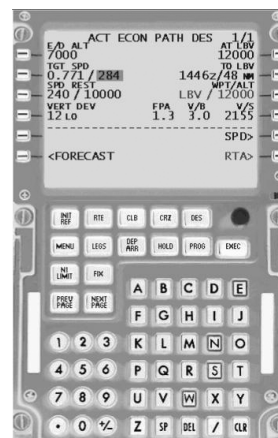 ACT ECON PATH DES 1/1
E/D ALT AT LBV
7000 12000
TGT SPD TO LBV
0.771 / 284 1446z/48 NM
SPD REST WPT/ALT
240 / 10000 LBV / 12000
VERT DEV FPA V/B V/S
12 LO 1.3 3.0 2155
SPD>
<FORECAST RTA>
INIT REF RTE CLB CRZ DES
MENU LEGS DEP ARR HOLD PROG EXEC
N1 LIMIT FIX
PREV PAGE NEXT PAGE
A B C D E
F G H I J
1 2 3 K L M N O
4 5 6 P Q R S T
7 8 9 U V W X Y
. 0 +/- Z SP DEL / CLR